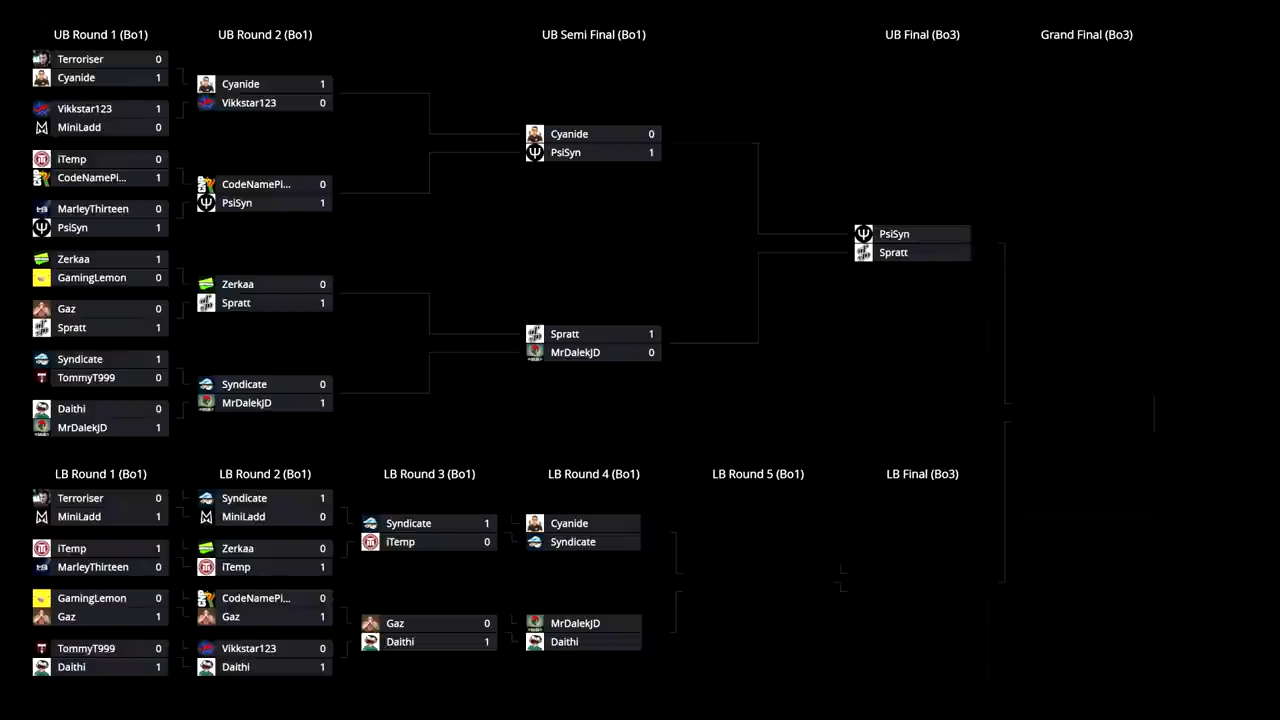 UB Round 1 (Bo1)
UB Round 2 (Bo1)
UB Semi Final (Bo1)
UB Final (Bo3)
Grand Final (Bo3)
Terroriser 0
Cyanide 1
Vikkstar123 1
MiniLadd 0
iTemp 0
CodeNamePi... 1
MarleyThirteen 0
PsiSyn 1
Zerkaa 1
GamingLemon 0
Gaz 0
Spratt 1
Syndicate 1
TommyT999 0
Daithi 0
MrDalekJD 1
Cyanide 1
Vikkstar123 0
CodeNamePi... 0
PsiSyn 1
Zerkaa 0
Spratt 1
Syndicate 0
MrDalekJD 1
Cyanide 0
PsiSyn 1
Spratt 1
MrDalekJD 0
PsiSyn
Spratt
LB Round 1 (Bo1)
LB Round 2 (Bo1)
LB Round 3 (Bo1)
LB Round 4 (Bo1)
LB Round 5 (Bo1)
LB Final (Bo3)
Terroriser 0
MiniLadd 1
iTemp 1
MarleyThirteen 0
GamingLemon 0
Gaz 1
TommyT999 0
Daithi 1
Syndicate 1
MiniLadd 0
Zerkaa 0
iTemp 1
CodeNamePi... 0
Gaz 1
Vikkstar123 0
Daithi 1
Syndicate 1
iTemp 0
Gaz 0
Daithi 1
Cyanide
Syndicate
MrDalekJD
Daithi